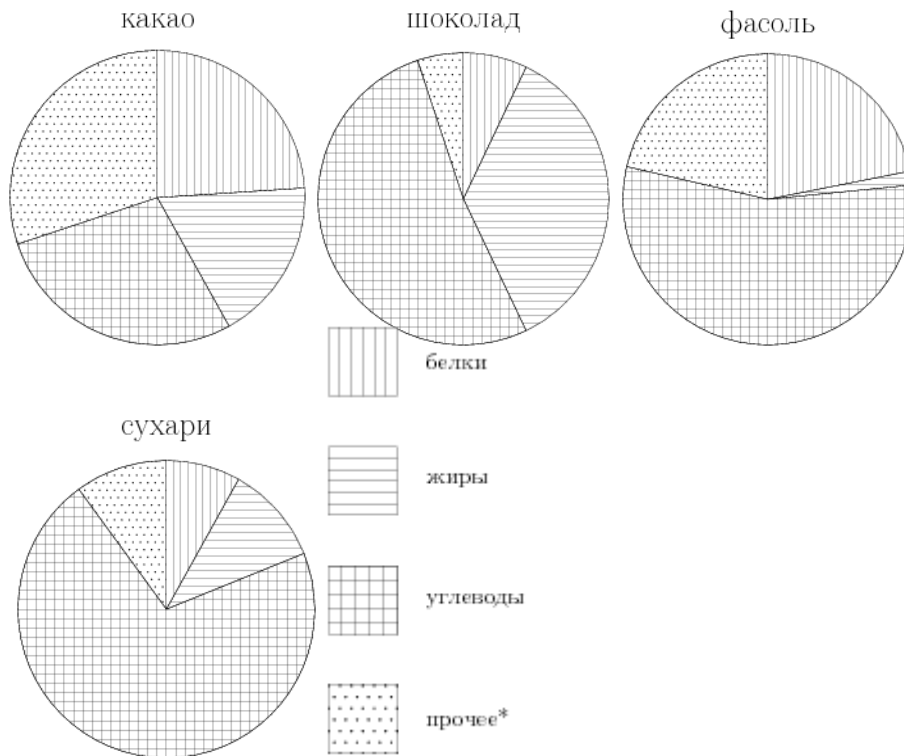 какао
шоколад
фасоль
белки
сухари
жиры
углеводы
прочее*